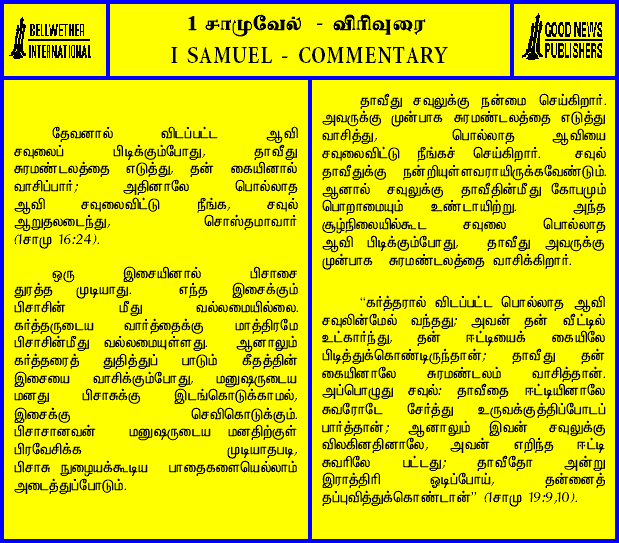 BELLWETHER
INTERNATIONAL
1 சாமுவேல் - விரிவுரை
I SAMUEL - COMMENTARY
GOOD NEWS
PUBLISHERS
தேவனால் விடப்பட்ட ஆவி
சவுலைப் பிடிக்கும்போது, தாவீது
சுரமண்டலத்தை எடுத்து, தன் கையினால்
வாசிப்பார்; அதினாலே பொல்லாத
ஆவி சவுலைவிட்டு நீங்க, சவுல்
ஆறுதலடைந்து, சொஸ்தமாவார்
(1சாமு 16:24).
ஒரு இசையினால் பிசாசை
துரத்த முடியாது. எந்த இசைக்கும்
பிசாசின் மீது வல்லமையில்லை.
கர்த்தருடைய வார்த்தைக்கு மாத்திரமே
பிசாசின்மீது வல்லமையுள்ளது. ஆனாலும்
கர்த்தரைத் துதித்துப் பாடும் கீதத்தின்
இசையை வாசிக்கும்போது, மனுஷருடைய
மனது பிசாசுக்கு இடங்கொடுக்காமல்,
இசைக்கு செவிகொடுக்கும்.
பிசாசானவன் மனுஷருடைய மனதிற்குள்
பிரவேசிக்க முடியாதபடி,
பிசாசு நுழையக்கூடிய பாதைகளையெல்லாம்
அடைத்துப்போடும்.
தாவீது சவுலுக்கு நன்மை செய்கிறார்.
அவருக்கு முன்பாக சுரமண்டலத்தை எடுத்து
வாசித்து, பொல்லாத ஆவியை
சவுலைவிட்டு நீங்கச் செய்கிறார். சவுல்
தாவீதுக்கு நன்றியுள்ளவராயிருக்கவேண்டும்.
ஆனால் சவுலுக்கு தாவீதின்மீது கோபமும்
பொறாமையும் உண்டாயிற்று. அந்த
சூழ்நிலையில்கூட சவுலை பொல்லாத
ஆவி பிடிக்கும்போது, தாவீது அவருக்கு
முன்பாக சுரமண்டலத்தை வாசிக்கிறார்.
“கர்த்தரால் விடப்பட்ட பொல்லாத ஆவி
சவுலின்மேல் வந்தது; அவன் தன் வீட்டில்
உட்கார்ந்து, தன் ஈட்டியைக் கையிலே
பிடித்துக்கொண்டிருந்தான்; தாவீது தன்
கையினாலே சுரமண்டலம் வாசித்தான்.
அப்பொழுது சவுல்: தாவீதை ஈட்டியினாலே
சுவரோடே சேர்த்து உருவக்குத்திப்போடப்
பார்த்தான்; ஆனாலும் இவன் சவுலுக்கு
விலகினதினாலே, அவன் எறிந்த ஈட்டி
சுவரிலே பட்டது; தாவீதோ அன்று
இராத்திரி ஓடிப்போய், தன்னைத்
தப்புவித்துக்கொண்டான்” (1சாமு 19:9,10).